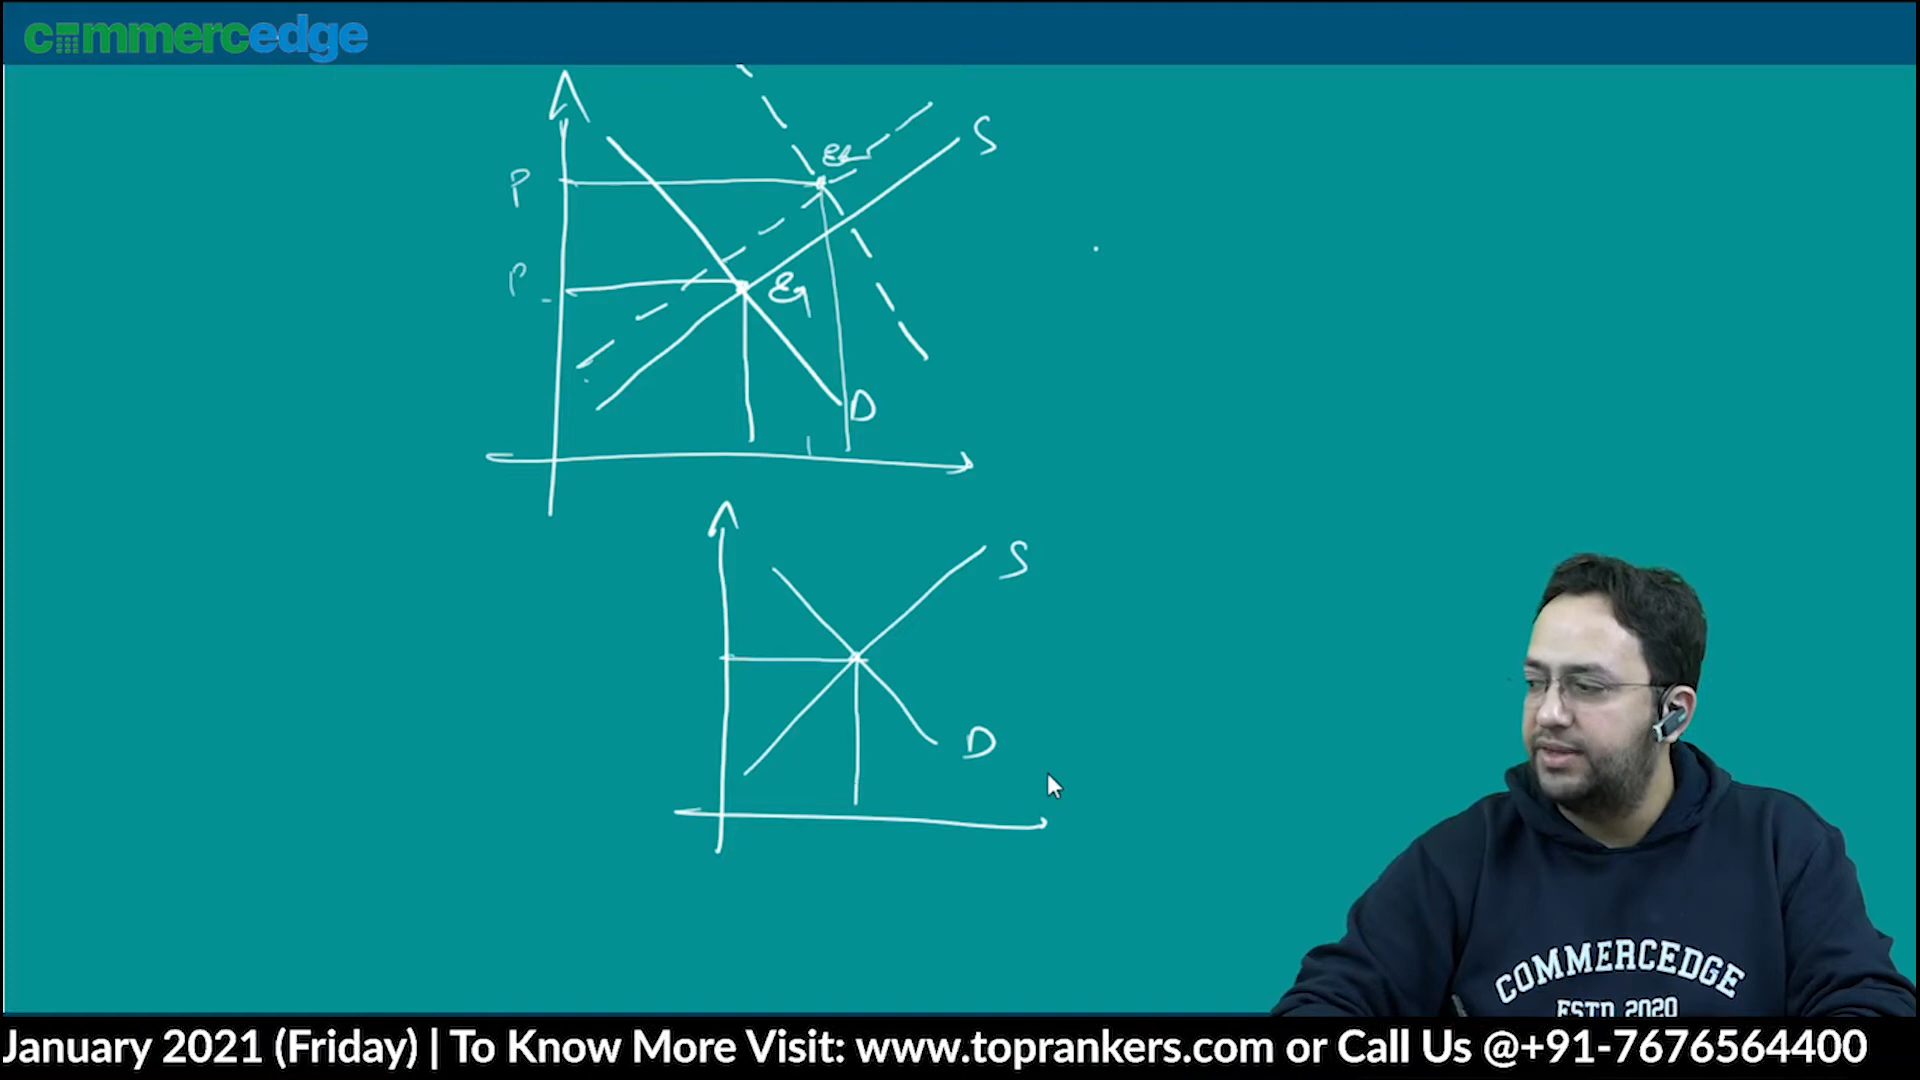 commercedge
S
E2
P
P
E1
D
S
D
COMMERCEDGE
ESTD 2020
January 2021 (Friday) | To Know More Visit: www.toprankers.com or Call Us @+91-7676564400